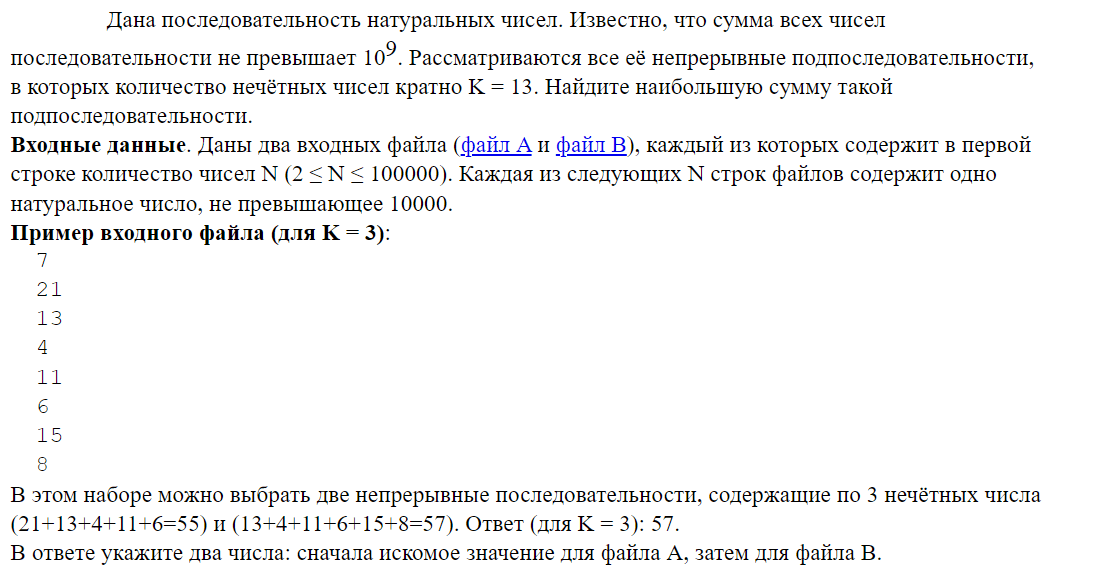 Дана последовательность натуральных чисел. Известно, что сумма всех чисел
последовательности не превышает 10⁹. Рассматриваются все её непрерывные подпоследовательности,
в которых количество нечётных чисел кратно K = 13. Найдите наибольшую сумму такой
подпоследовательности.
Входные данные. Даны два входных файла (файл A и файл B), каждый из которых содержит в первой
строке количество чисел N (2 ≤ N ≤ 100000). Каждая из следующих N строк файлов содержит одно
натуральное число, не превышающее 10000.
Пример входного файла (для K = 3):
7
21
13
4
11
6
15
8
В этом наборе можно выбрать две непрерывные последовательности, содержащие по 3 нечётных числа
(21+13+4+11+6=55) и (13+4+11+6+15+8=57). Ответ (для K = 3): 57.
В ответе укажите два числа: сначала искомое значение для файла A, затем для файла B.